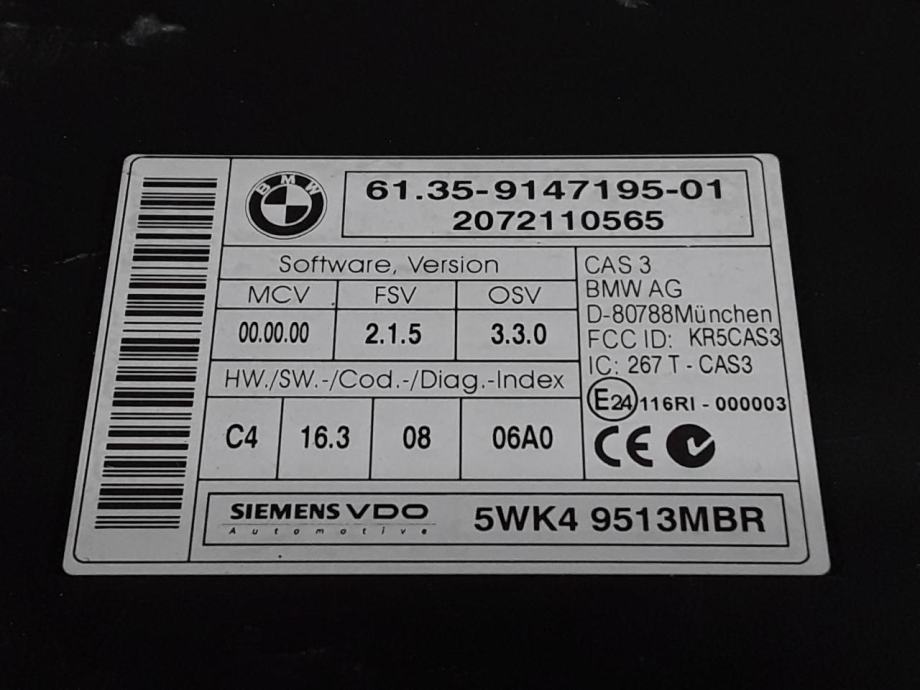 BMW
61.35-9147195-01
2072110565
Software, Version
MCV FSV OSV
00.00.00 2.1.5 3.3.0
HW./SW.-/Cod.-/Diag.-Index
C4 16.3 08 06A0
CAS 3
BMW AG
D-80788München
FCC ID: KR5CAS3
IC: 267 T - CAS3
E24 116RI - 000003
CE
SIEMENS VDO
Automotive
5WK4 9513MBR